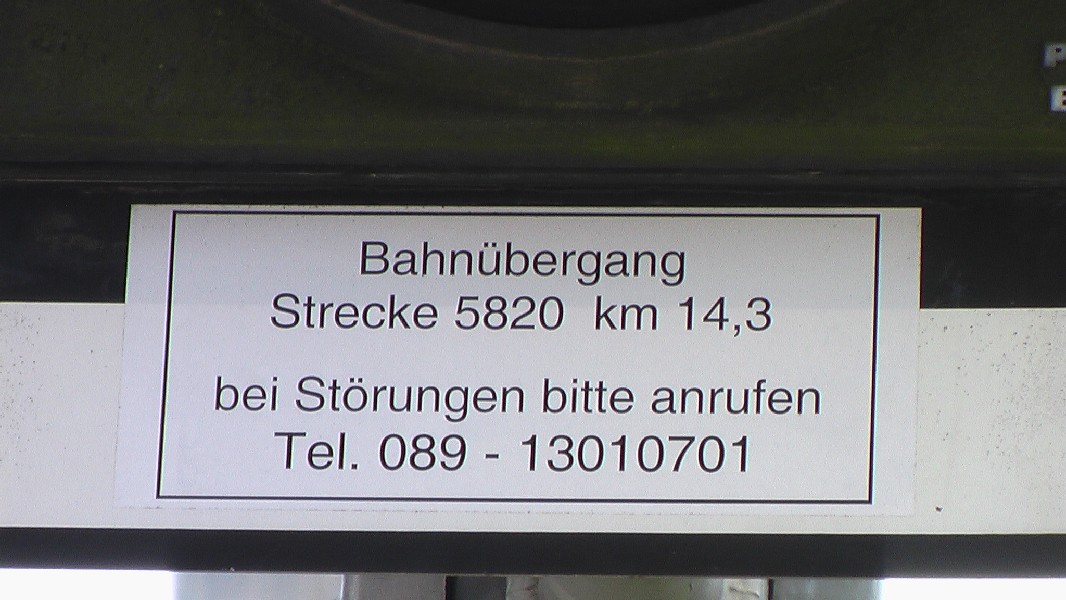 Bahnübergang
Strecke 5820 km 14,3
bei Störungen bitte anrufen
Tel. 089 - 13010701